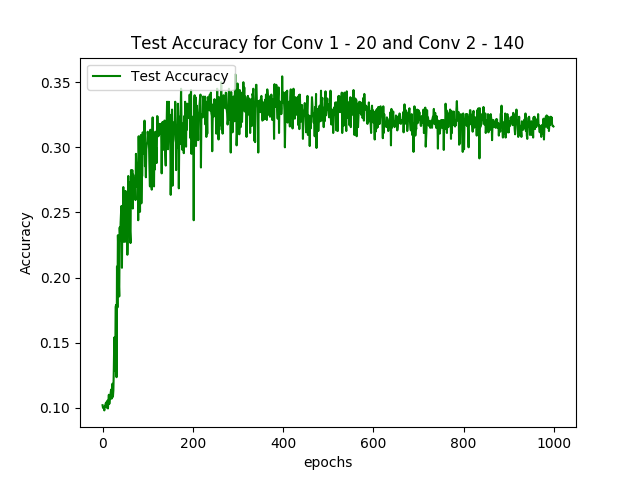 Test Accuracy for Conv 1 - 20 and Conv 2 - 140
Test Accuracy
0.35
0.30
0.25
0.20
0.15
0.10
Accuracy
0 200 400 600 800 1000
epochs